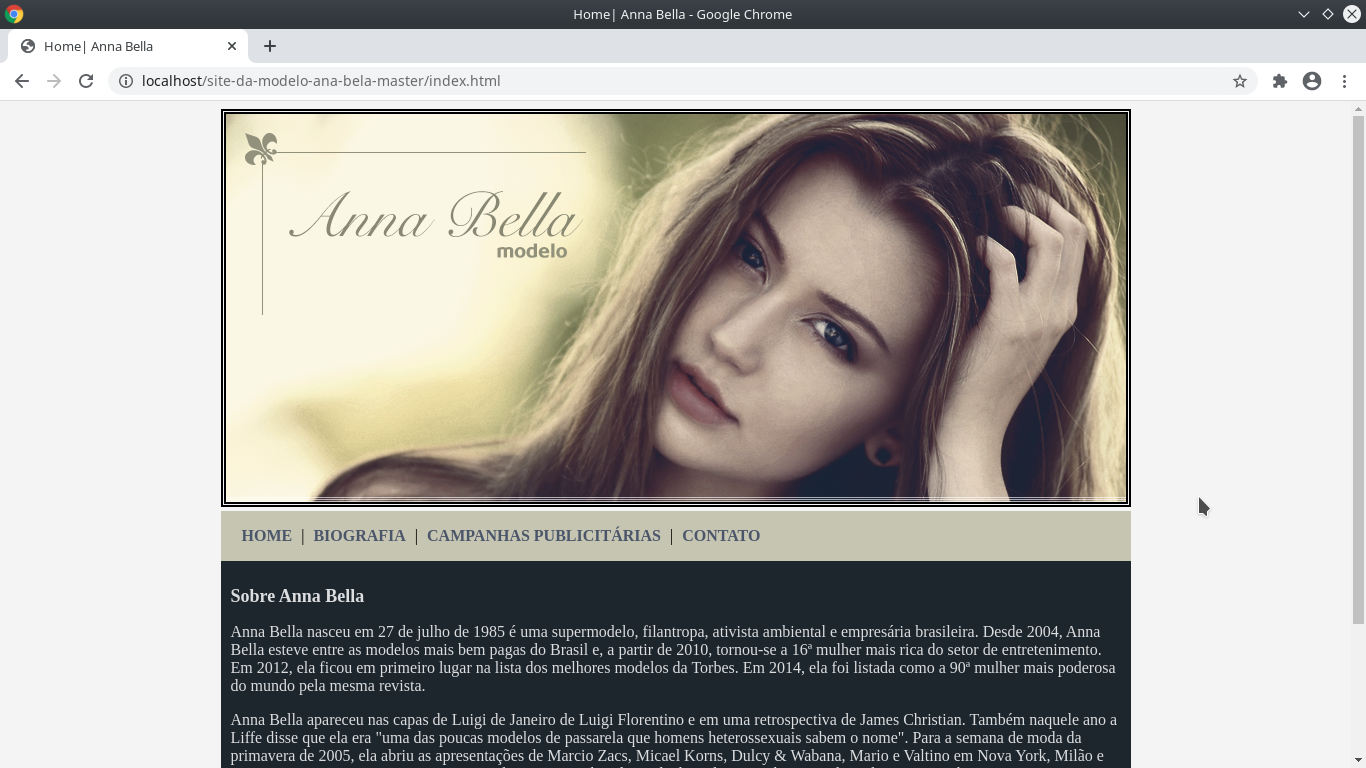 Home| Anna Bella - Google Chrome
Home| Anna Bella
localhost/site-da-modelo-ana-bela-master/index.html
Anna Bella
modelo
HOME | BIOGRAFIA | CAMPANHAS PUBLICITÁRIAS | CONTATO
Sobre Anna Bella
Anna Bella nasceu em 27 de julho de 1985 é uma supermodelo, filantropa, ativista ambiental e empresária brasileira. Desde 2004, Anna
Bella esteve entre as modelos mais bem pagas do Brasil e, a partir de 2010, tornou-se a 16ª mulher mais rica do setor de entretenimento.
Em 2012, ela ficou em primeiro lugar na lista dos melhores modelos da Torbes. Em 2014, ela foi listada como a 90ª mulher mais poderosa
do mundo pela mesma revista.
Anna Bella apareceu nas capas de Luigi de Janeiro de Luigi Florentino e em uma retrospectiva de James Christian. Também naquele ano a
Liffe disse que ela era "uma das poucas modelos de passarela que homens heterossexuais sabem o nome". Para a semana de moda da
primavera de 2005, ela abriu as apresentações de Marcio Zacs, Micael Korns, Dulcy & Wabana, Mario e Valtino em Nova York, Milão e